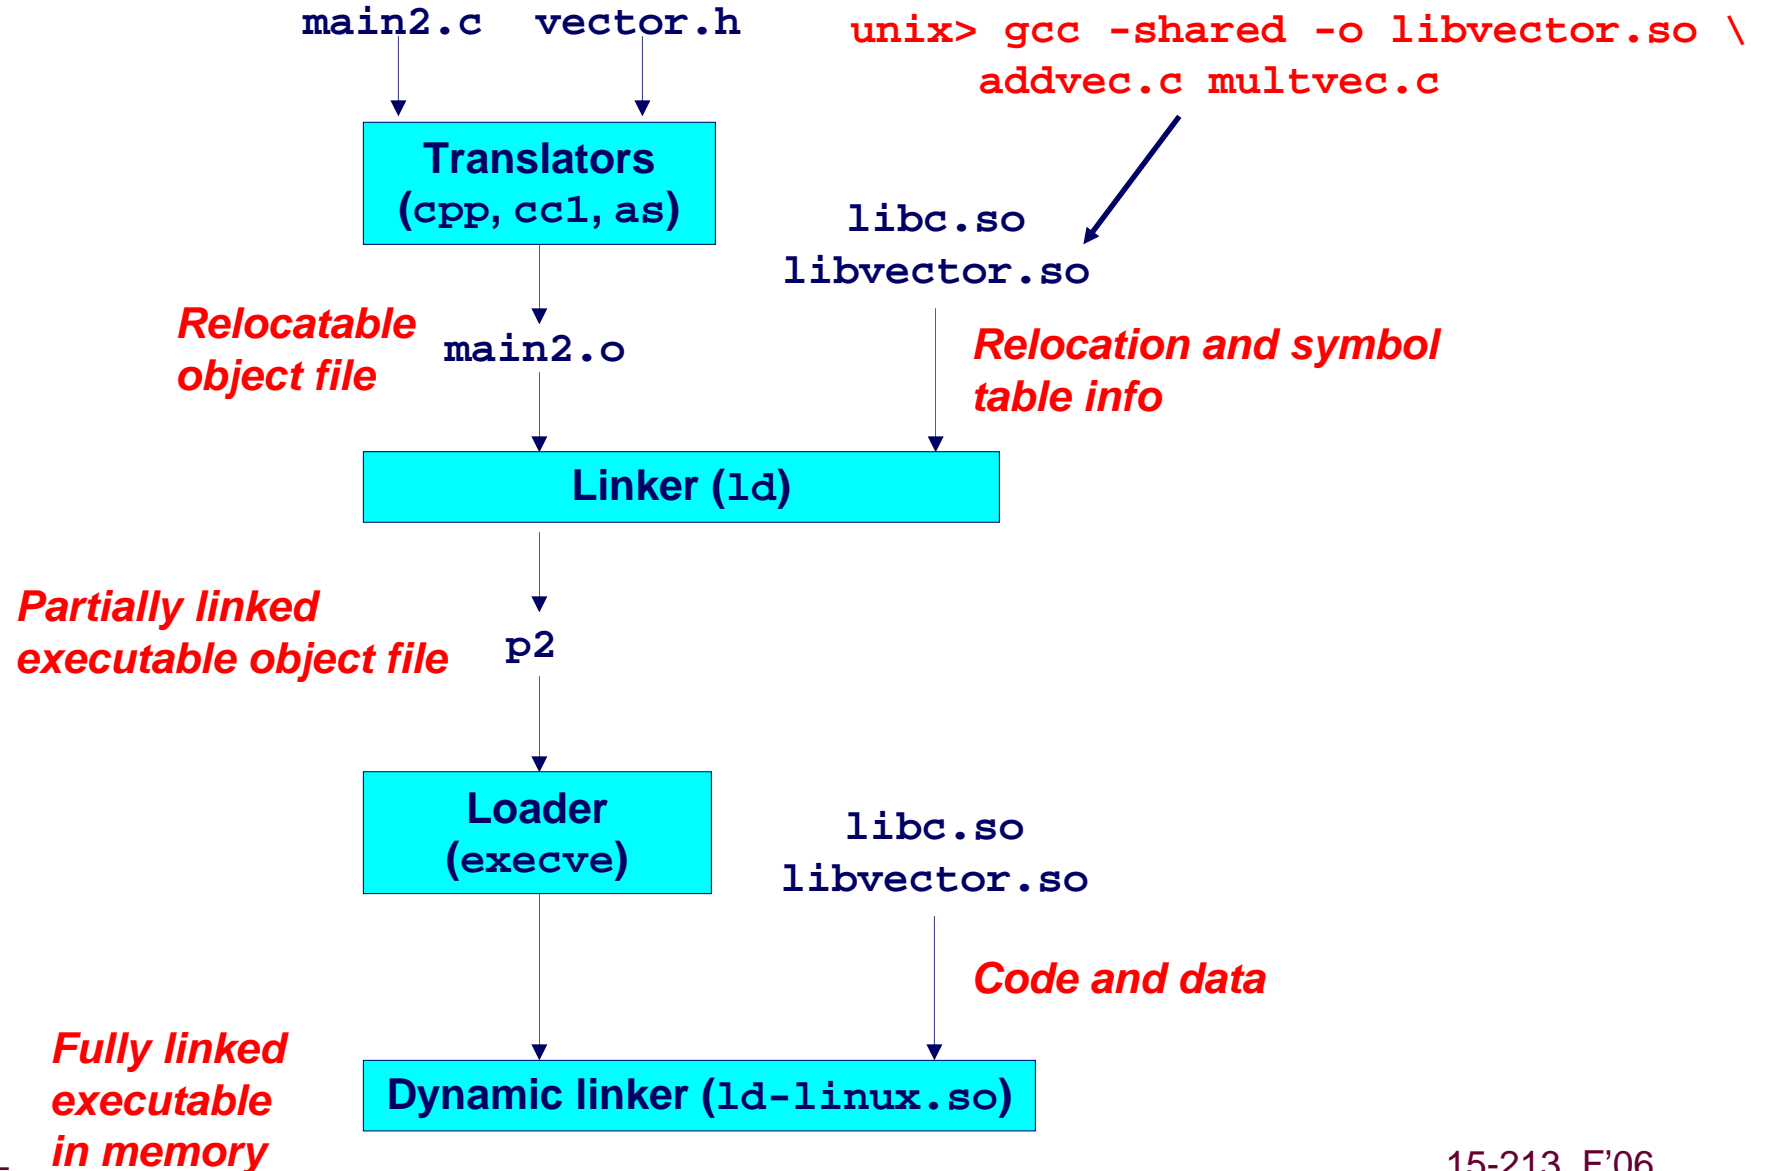 main2.c vector.h
unix> gcc -shared -o libvector.so \
addvec.c multvec.c
Translators
(cpp, cc1, as)
libc.so
libvector.so
Relocatable
object file
main2.o
Relocation and symbol
table info
Linker (ld)
Partially linked
executable object file
p2
Loader
(execve)
libc.so
libvector.so
Code and data
Fully linked
executable
in memory
Dynamic linker (ld-linux.so)
15-213, F'06